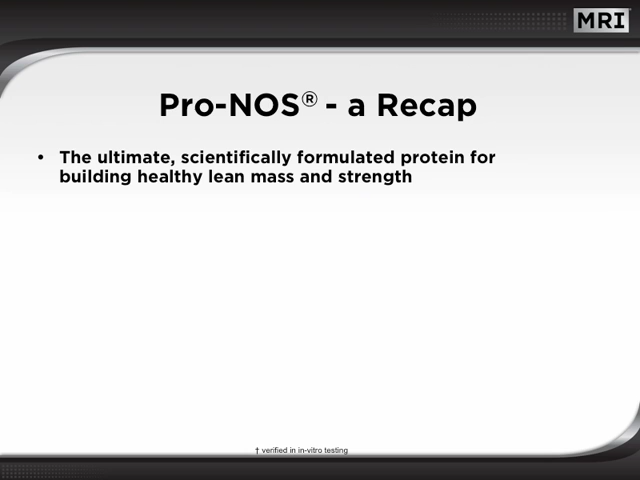 MRI
Pro-NOS® - a Recap
• The ultimate, scientifically formulated protein for
building healthy lean mass and strength
† verified in in-vitro testing